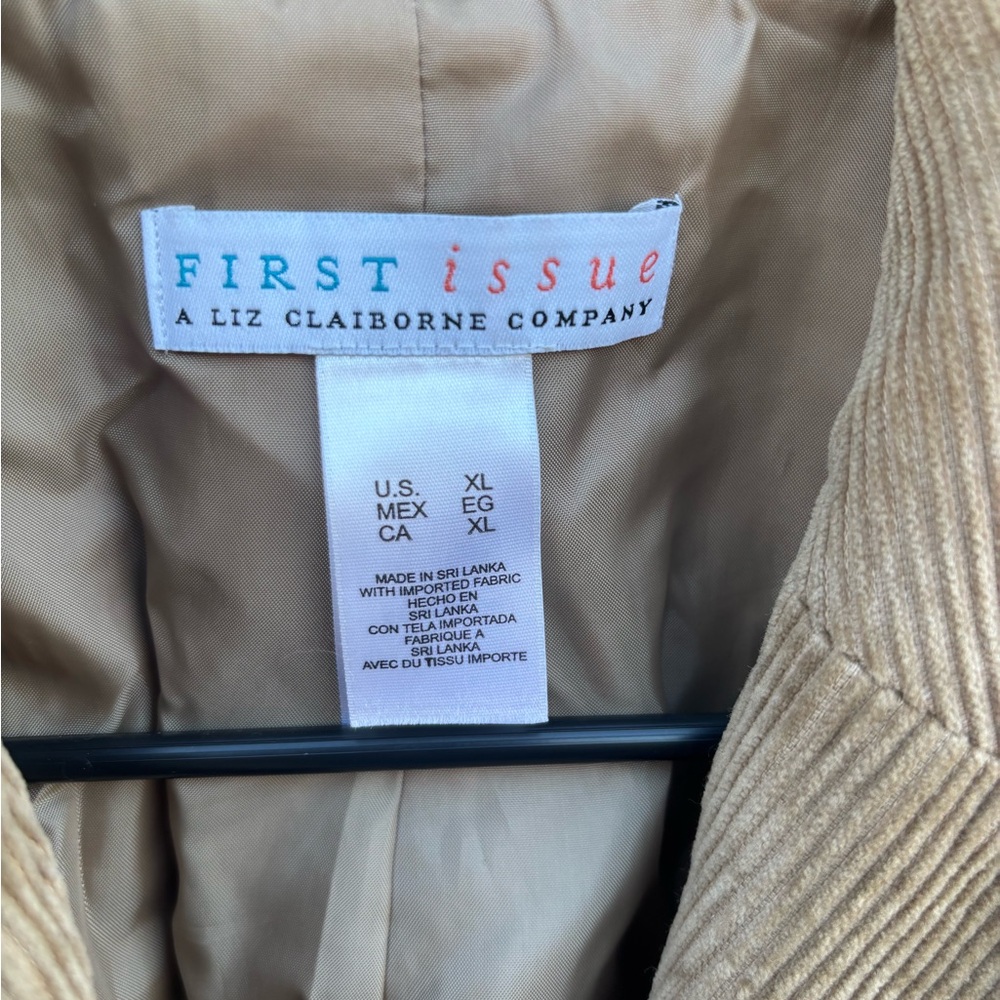 FIRST issue
A LIZ CLAIBORNE COMPANY
U.S. XL
MEX EG
CA XL
MADE IN SRI LANKA
WITH IMPORTED FABRIC
HECHO EN
SRI LANKA
CON TELA IMPORTADA
FABRIQUE A
SRI LANKA
AVEC DU TISSU IMPORTE